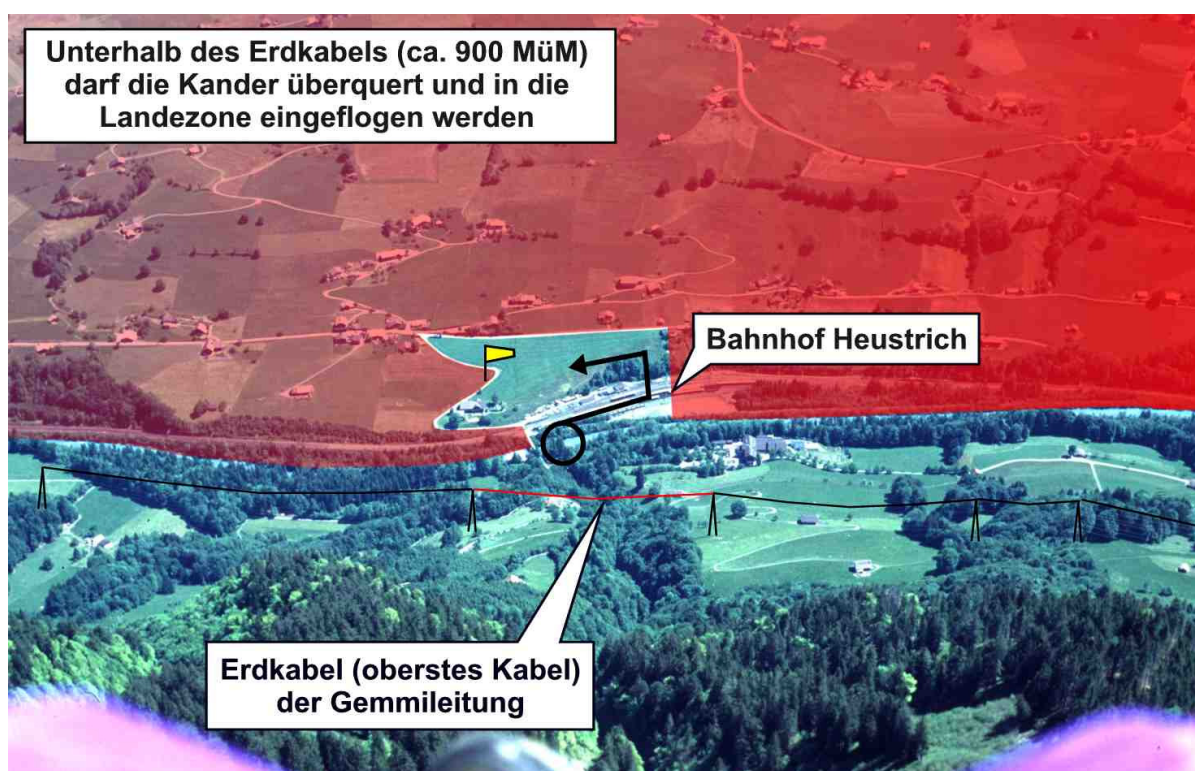 Unterhalb des Erdkabels (ca. 900 MüM)
darf die Kander überquert und in die
Landezone eingeflogen werden
Bahnhof Heustrich
Erdkabel (oberstes Kabel)
der Gemmileitung